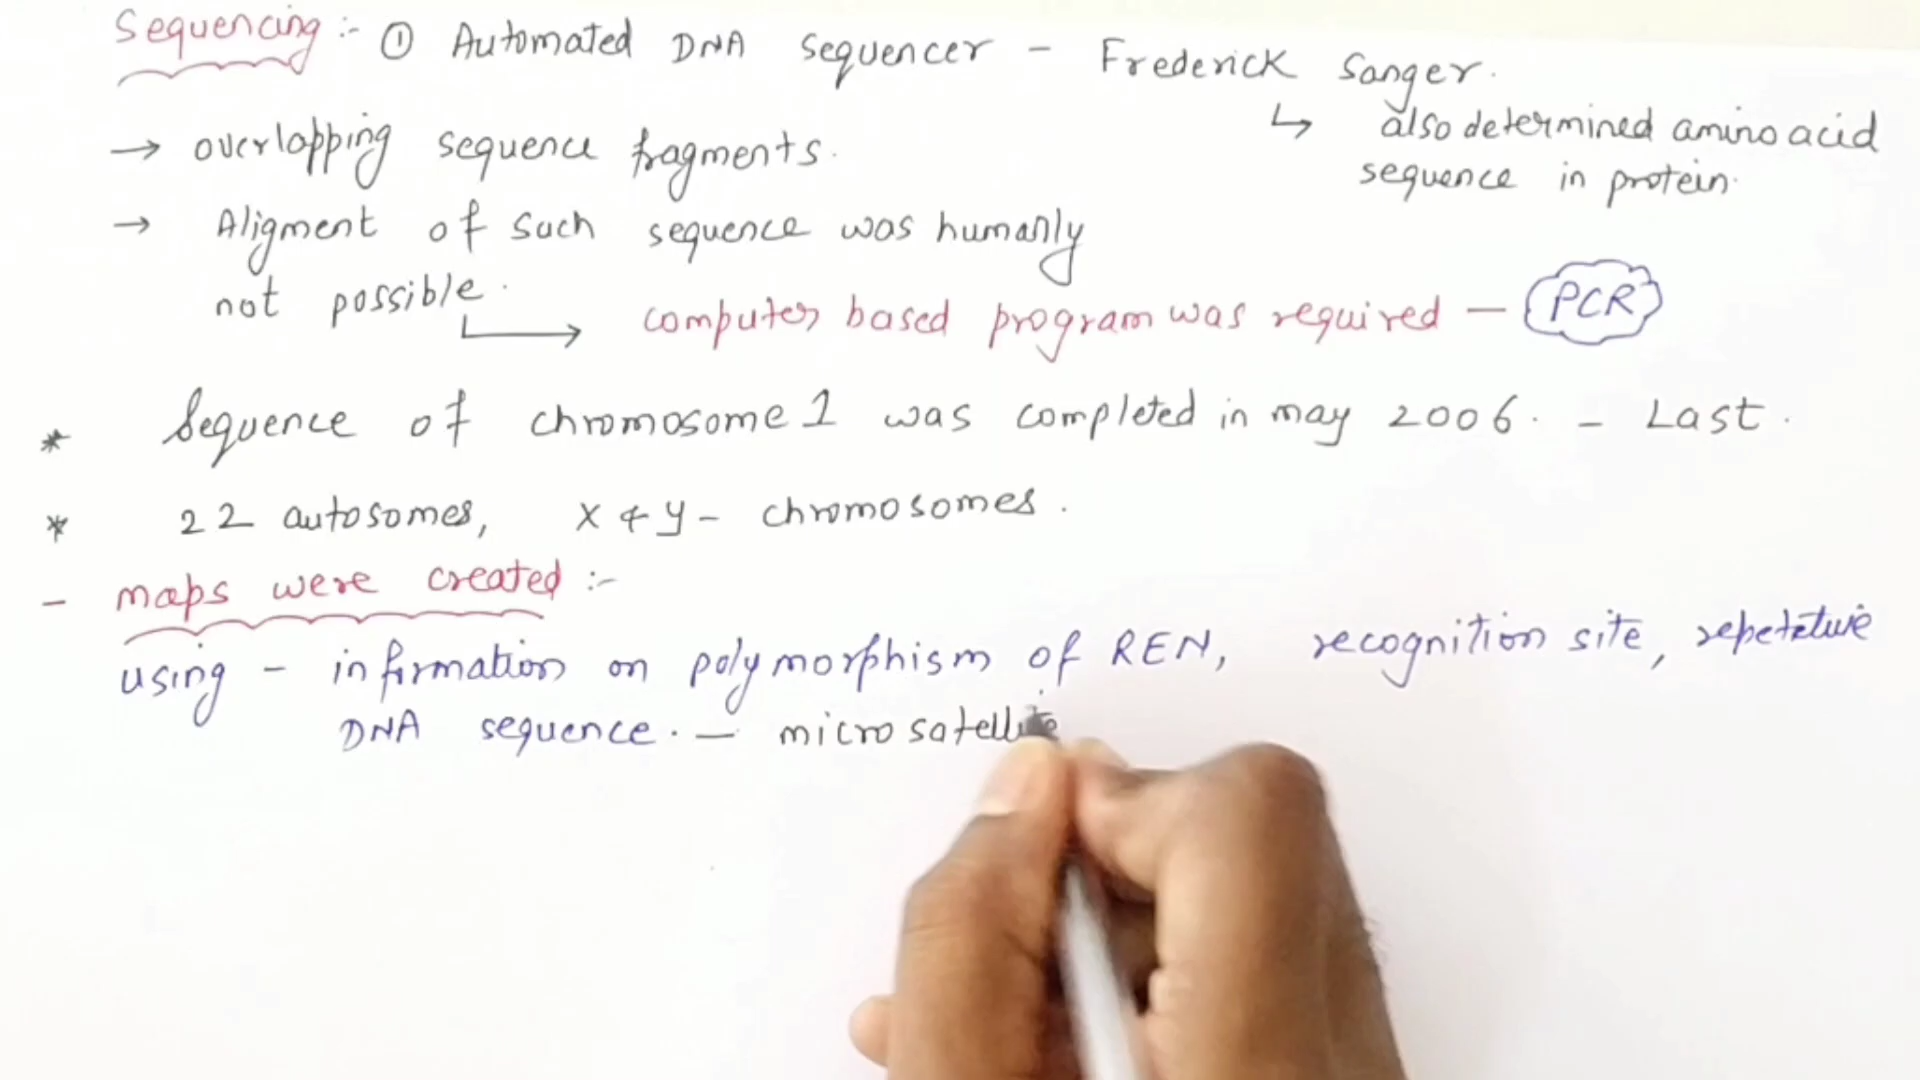 Sequencing :- ① Automated DNA sequencer - Frederick Sanger.
↳ also determined amino acid
sequence in protein.
→ overlapping sequence fragments.
→ Aligment of such sequence was humanly
not possible.
↳ computer based program was required - PCR
* Sequence of chromosome 1 was completed in may 2006. - Last.
* 22 autosomes, X & Y - chromosomes.
- maps were created :-
using - information on polymorphism of REN, recognition site, repetative
DNA sequence. - micro satellite